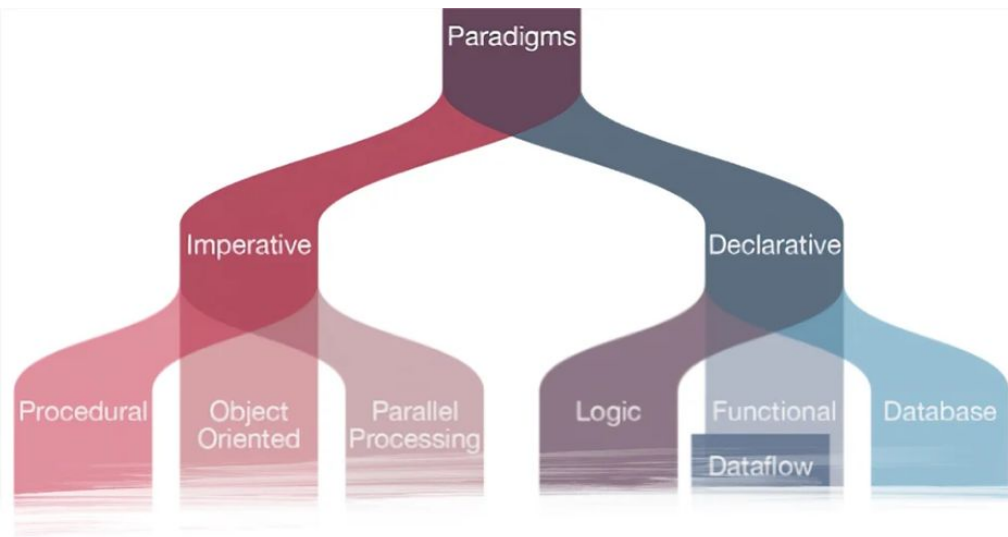 Paradigms
Imperative
Declarative
Procedural
Object
Oriented
Parallel
Processing
Logic
Functional
Dataflow
Database